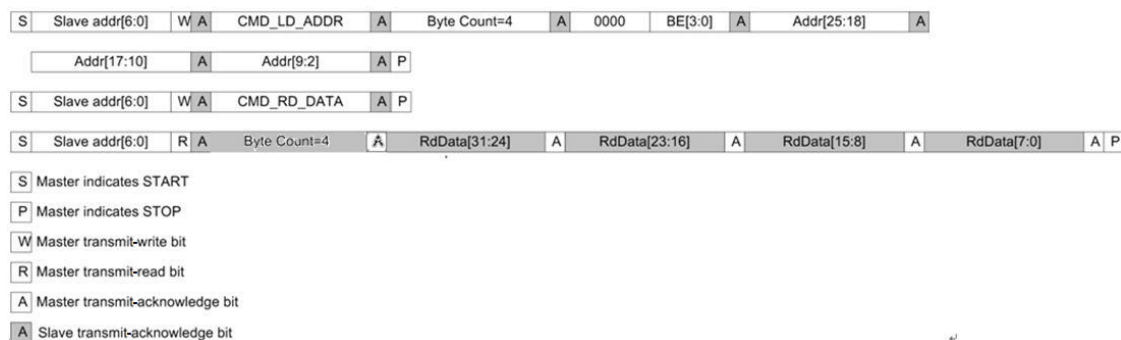 S Slave addr[6:0] W A CMD_LD_ADDR A Byte Count=4 A 0000 BE[3:0] A Addr[25:18] A
Addr[17:10] A Addr[9:2] A P
S Slave addr[6:0] W A CMD_RD_DATA A P
S Slave addr[6:0] R A Byte Count=4 A RdData[31:24] A RdData[23:16] A RdData[15:8] A RdData[7:0] A P
S Master indicates START
P Master indicates STOP
W Master transmit-write bit
R Master transmit-read bit
A Master transmit-acknowledge bit
A Slave transmit-acknowledge bit